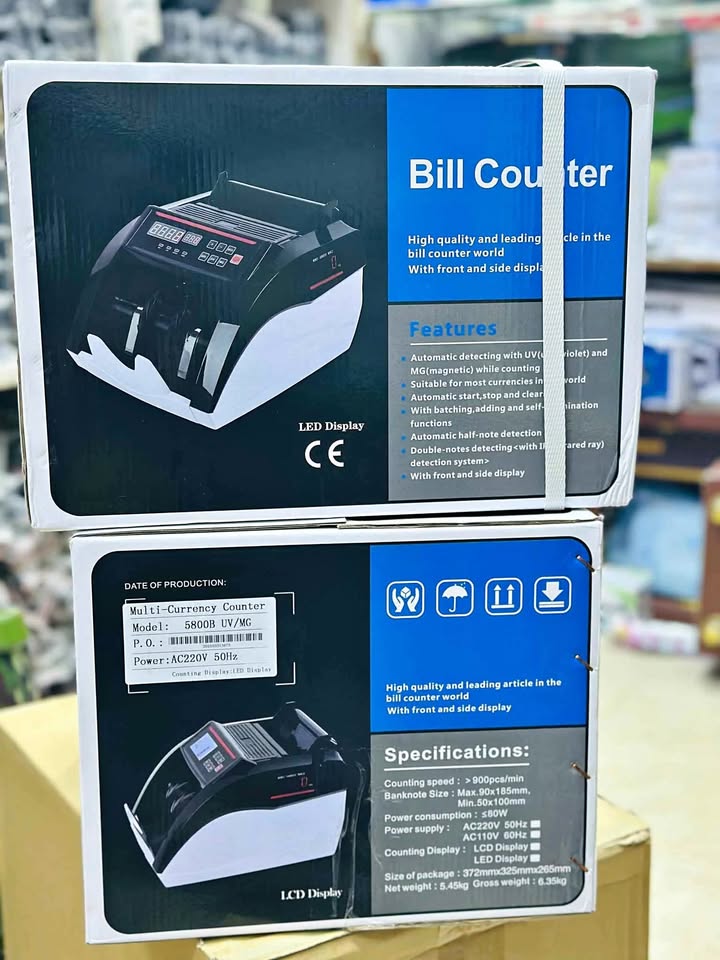 Bill Cou ter
High quality and leading cle in the
bill counter world
With front and side displa
Features
Automatic detecting with UV( violet) and
MG(magnetic) while counting
Suitable for most currencies in world
Automatic start,stop and clear
With batching,adding and self- ination
functions
Automatic half-note detection
Double-notes detecting<with I rared ray)
detection system>
With front and side display
LED Display
CE
DATE OF PRODUCTION:
Multi-Currency Counter
Model: 5800B UV/MG
P.O.:
Power:AC220V 50Hz
Counting Display:LED Display
High quality and leading article in the
bill counter world
With front and side display
Specifications:
Counting speed : >900pcs/min
Banknote Size : Max.90x185mm,
Min.50x100mm
Power consumption : ≤80W
Power supply : AC220V 50Hz
AC110V 60Hz
Counting Display : LCD Display
LED Display
Size of package : 372mmx325mmx265mm
Net weight : 5.45kg Gross weight : 6.35kg
LCD Display